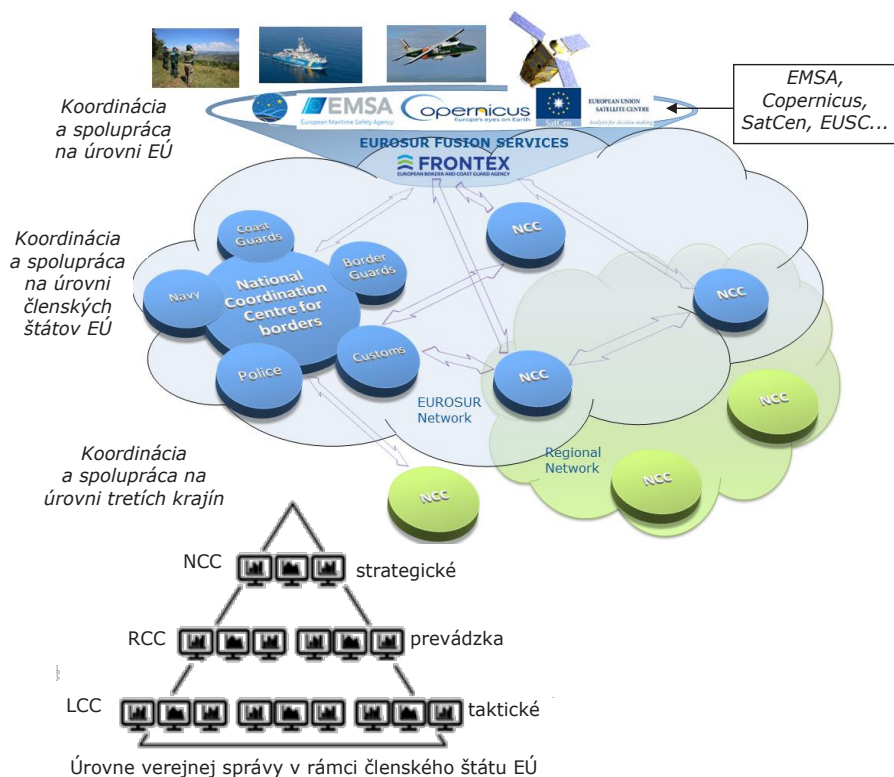 Koordinácia
a spolupráca
na úrovni EÚ
EMSA
European Maritime Safety Agency
opernicus
Europe's eyes on Earth
SatCen
EUROPEAN UNION
SATELLITE CENTRE
Analysis for decision making
EMSA,
Copernicus,
SatCen, EUSC...
EUROSUR FUSION SERVICES
FRONTEX
EUROPEAN BORDER AND COAST GUARD AGENCY
Koordinácia
a spolupráca
na úrovni
členských
štátov EÚ
Coast
Guards
Navy
National
Coordination
Centre for
borders
Border
Guards
Police
Customs
NCC
NCC
NCC
EUROSUR
Network
NCC
Regional
Network
NCC
NCC
Koordinácia
a spolupráca na
úrovni tretích krajín
NCC
strategické
RCC
prevádzka
LCC
taktické
Úrovne verejnej správy v rámci členského štátu EÚ